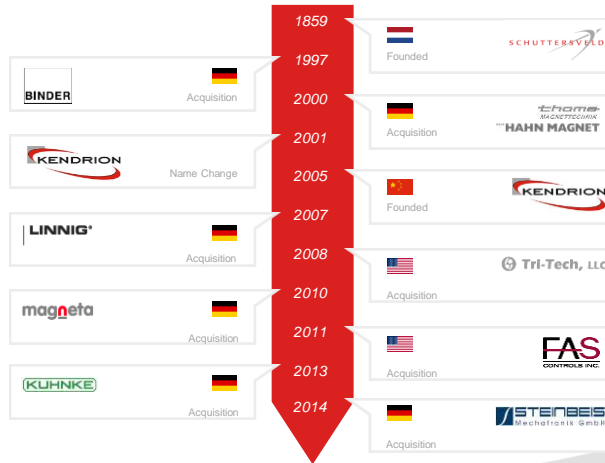 1859
SCHUTTERSVELD
Founded
1997
BINDER
Acquisition
2000
thoma
MAGNETTECHNIK
HAHN MAGNET
Acquisition
2001
KENDRION
Name Change
2005
KENDRION
Founded
2007
LINNIG
Acquisition
2008
Tri-Tech, LLC
Acquisition
2010
magneta
Acquisition
2011
FAS
CONTROLS INC.
Acquisition
2013
KUHNKE
Acquisition
2014
STEINBEIS
Mechatronik GmbH
Acquisition